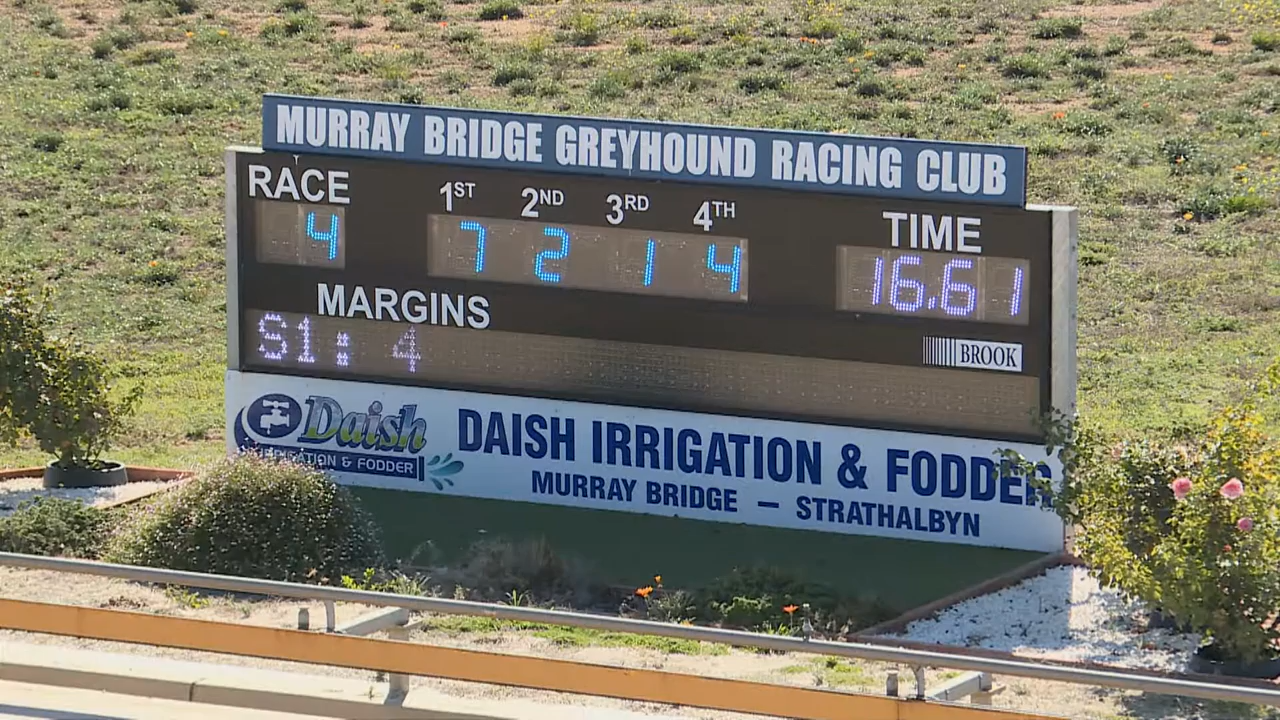 MURRAY BRIDGE GREYHOUND RACING CLUB
RACE 1ST 2ND 3RD 4TH TIME
4 7 2 1 4 16.61
MARGINS
S1: 4
BROOK
Daish
IRRIGATION & FODDER
DAISH IRRIGATION & FODDER
MURRAY BRIDGE – STRATHALBYN